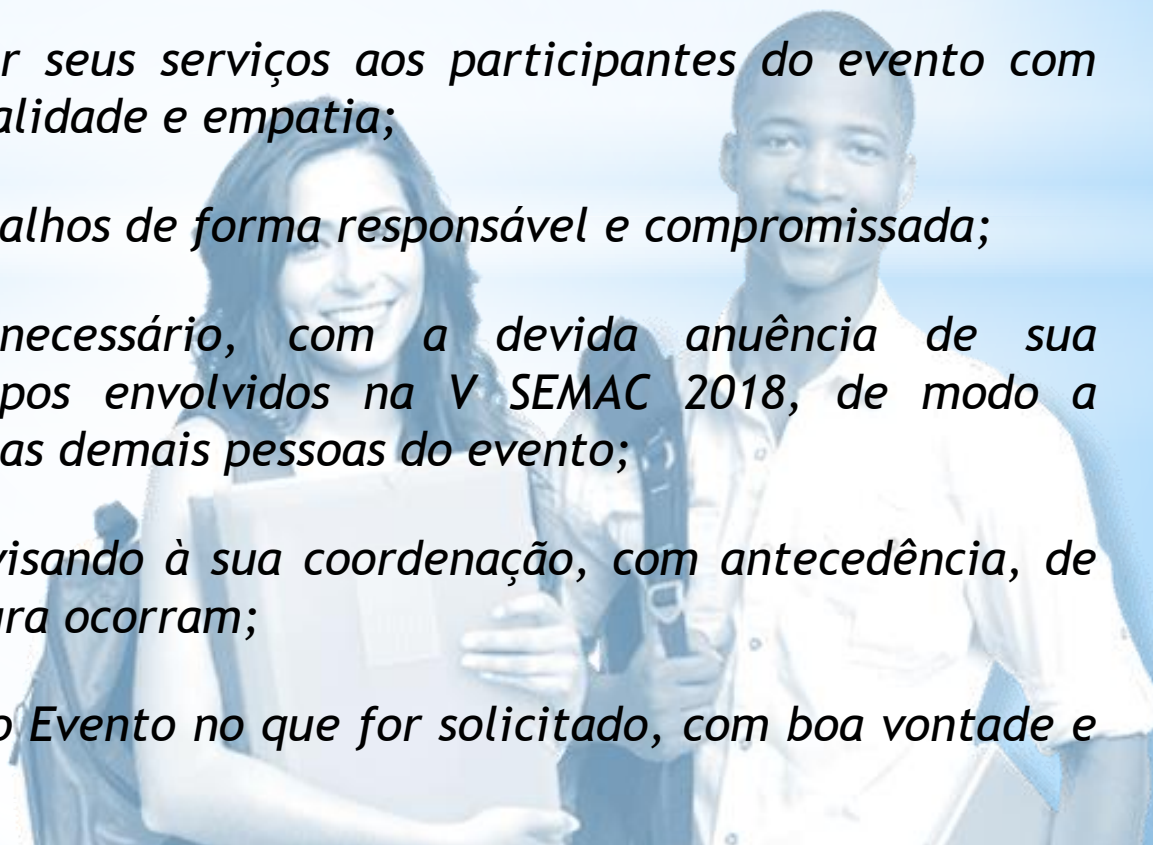 r seus serviços aos participantes do evento com
alidade e empatia;
alhos de forma responsável e compromissada;
necessário, com a devida anuência de sua
pos envolvidos na V SEMAC 2018, de modo a
as demais pessoas do evento;
visando à sua coordenação, com antecedência, de
ura ocorram;
o Evento no que for solicitado, com boa vontade e